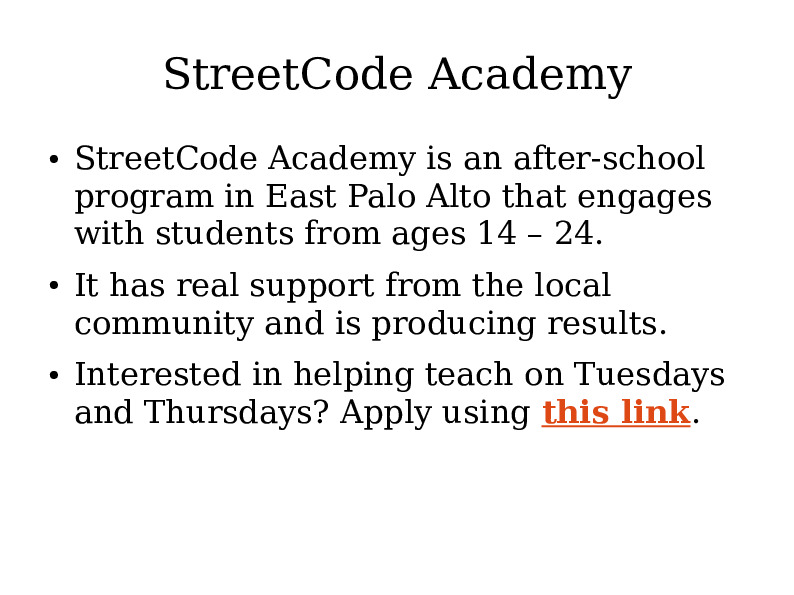 StreetCode Academy
• StreetCode Academy is an after-school
program in East Palo Alto that engages
with students from ages 14 – 24.
• It has real support from the local
community and is producing results.
• Interested in helping teach on Tuesdays
and Thursdays? Apply using this link.